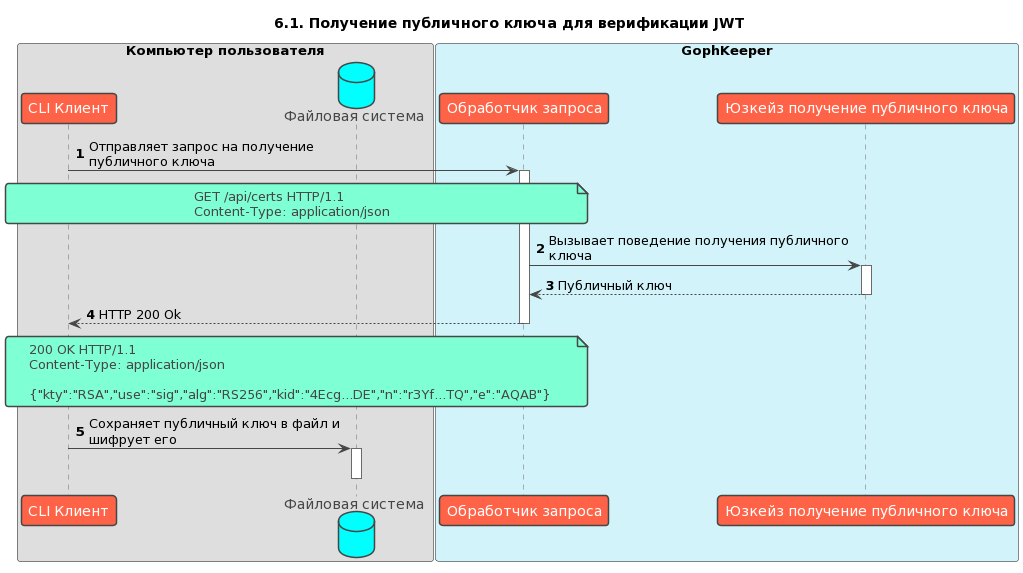 6.1. Получение публичного ключа для верификации JWT
Компьютер пользователя
GophKeeper
CLI Клиент
Файловая система
Обработчик запроса
Юзкейз получение публичного ключа
1 Отправляет запрос на получение
публичного ключа
GET /api/certs HTTP/1.1
Content-Type: application/json
2 Вызывает поведение получения публичного
ключа
3 Публичный ключ
4 HTTP 200 Ok
200 OK HTTP/1.1
Content-Type: application/json
{"kty":"RSA","use":"sig","alg":"RS256","kid":"4Ecg...DE","n":"r3Yf...TQ","e":"AQAB"}
5 Сохраняет публичный ключ в файл и
шифрует его
CLI Клиент
Файловая система
Обработчик запроса
Юзкейз получение публичного ключа